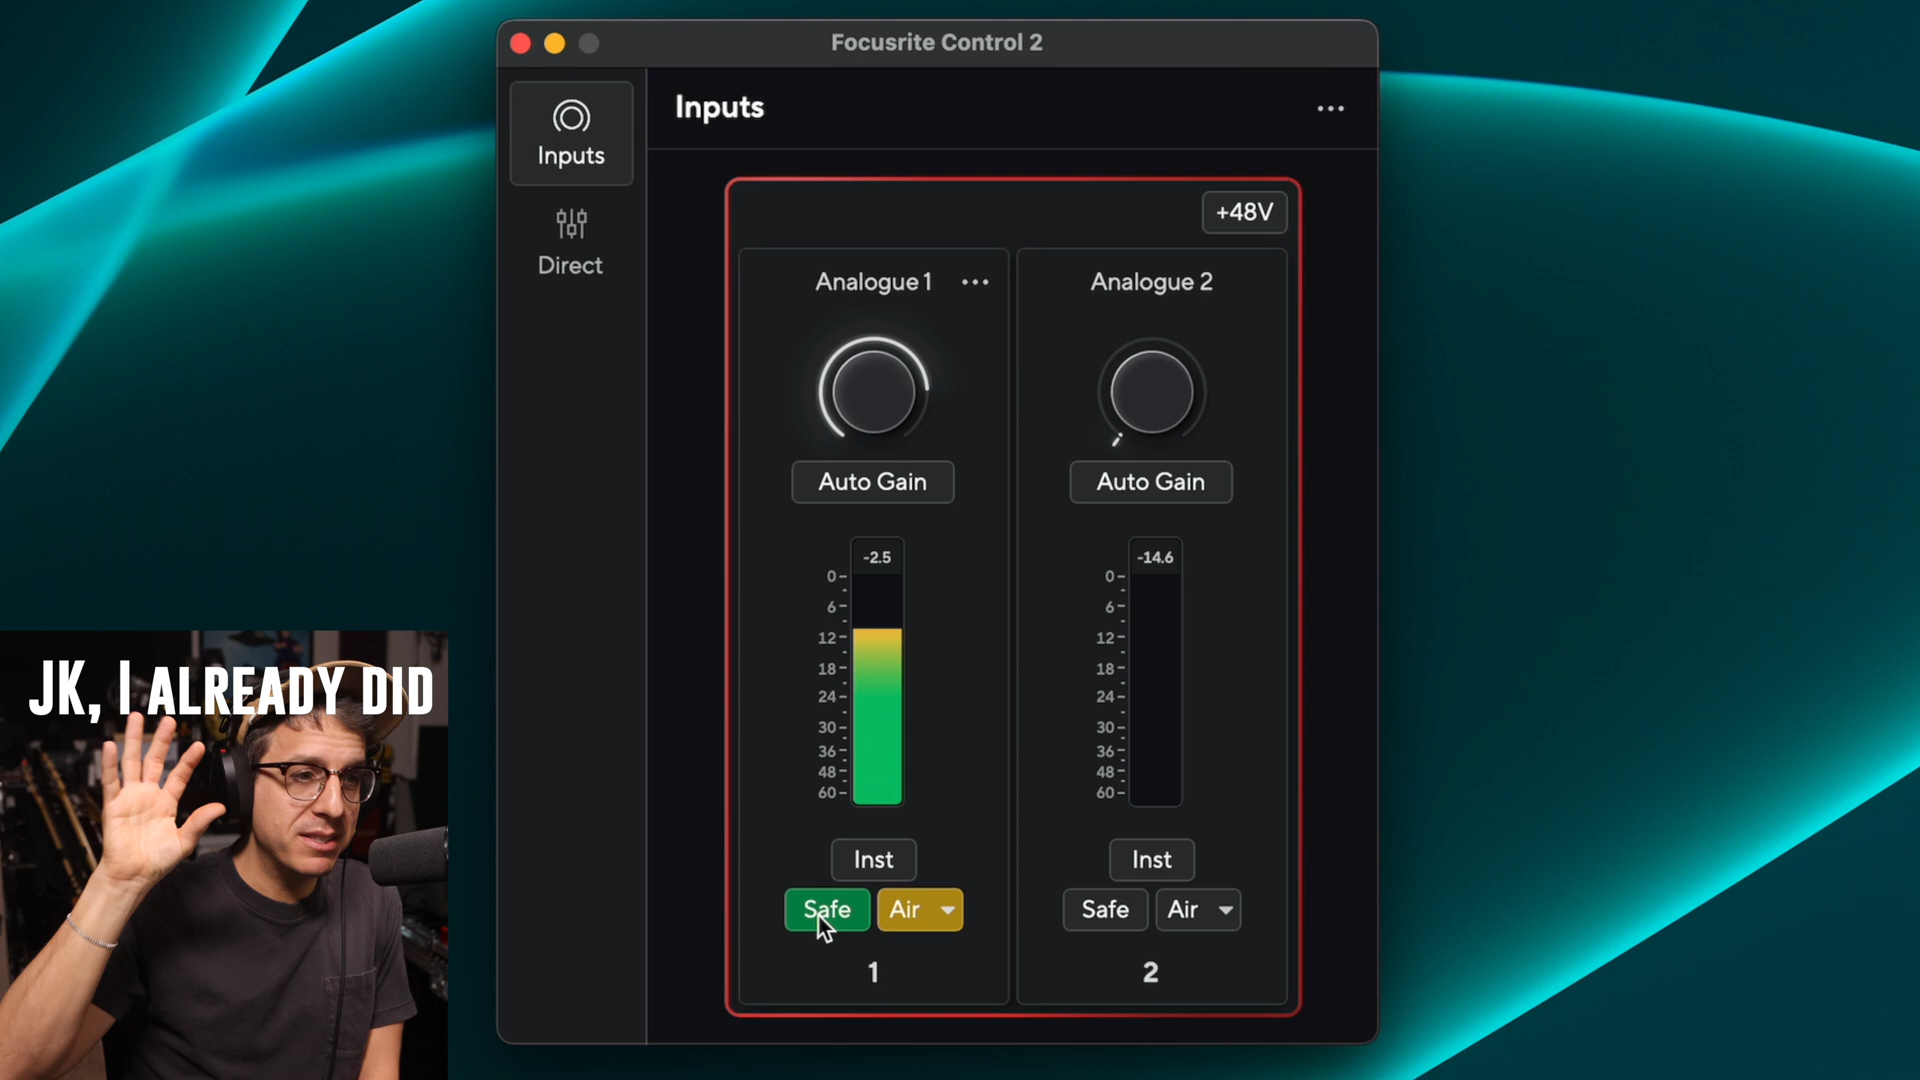 Focusrite Control 2
Inputs
Direct
Inputs
+48V
Analogue 1
Auto Gain
-2.5
0
6
12
18
24
30
36
48
60
Inst
Safe Air
1
Analogue 2
Auto Gain
-14.6
0
6
12
18
24
30
36
48
60
Inst
Safe Air
2
JK, I ALREADY DID